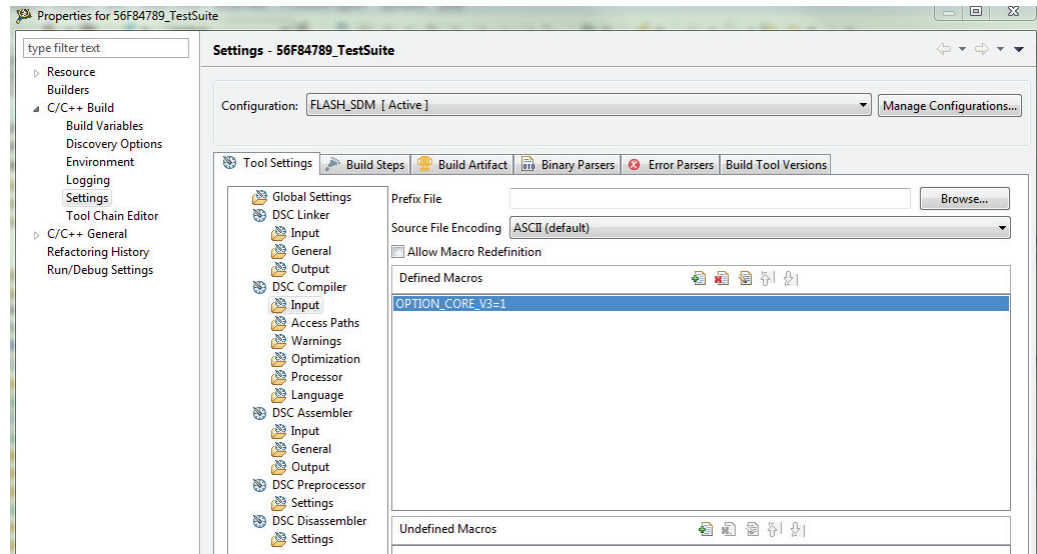 Properties for 56F84789_TestSuite
type filter text
Resource
Builders
C/C++ Build
Build Variables
Discovery Options
Environment
Logging
Settings
Tool Chain Editor
C/C++ General
Refactoring History
Run/Debug Settings
Settings - 56F84789_TestSuite
Configuration: FLASH_SDM [ Active ]
Manage Configurations...
Tool Settings Build Steps Build Artifact Binary Parsers Error Parsers Build Tool Versions
Global Settings
DSC Linker
Input
General
Output
DSC Compiler
Input
Access Paths
Warnings
Optimization
Processor
Language
DSC Assembler
Input
General
Output
DSC Preprocessor
Settings
DSC Disassembler
Settings
Prefix File
Browse...
Source File Encoding ASCII (default)
Allow Macro Redefinition
Defined Macros
OPTION_CORE_V3=1
Undefined Macros